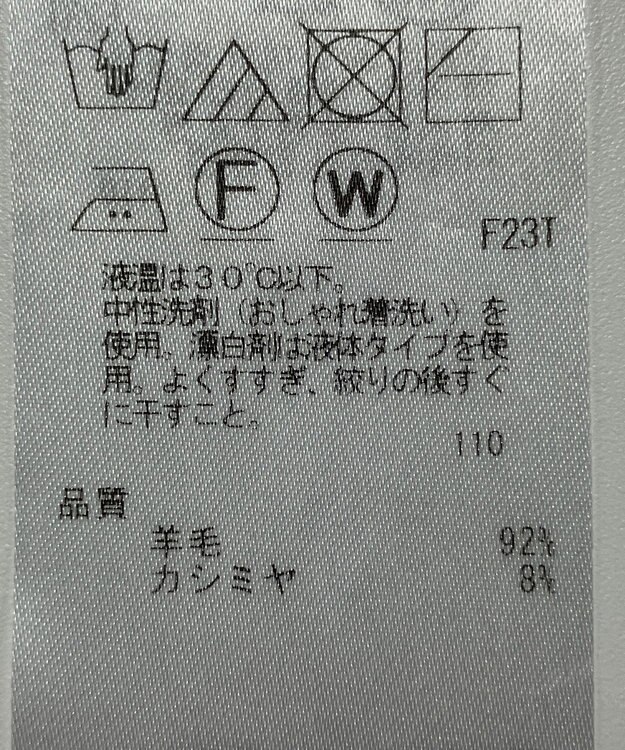 F
W
F23T
液温は30℃以下。
中性洗剤（おしゃれ着洗い）を
使用。漂白剤は液体タイプを使
用。よくすすぎ、絞りの後すぐ
に干すこと。
110
品質
羊毛 92%
カシミヤ 8%